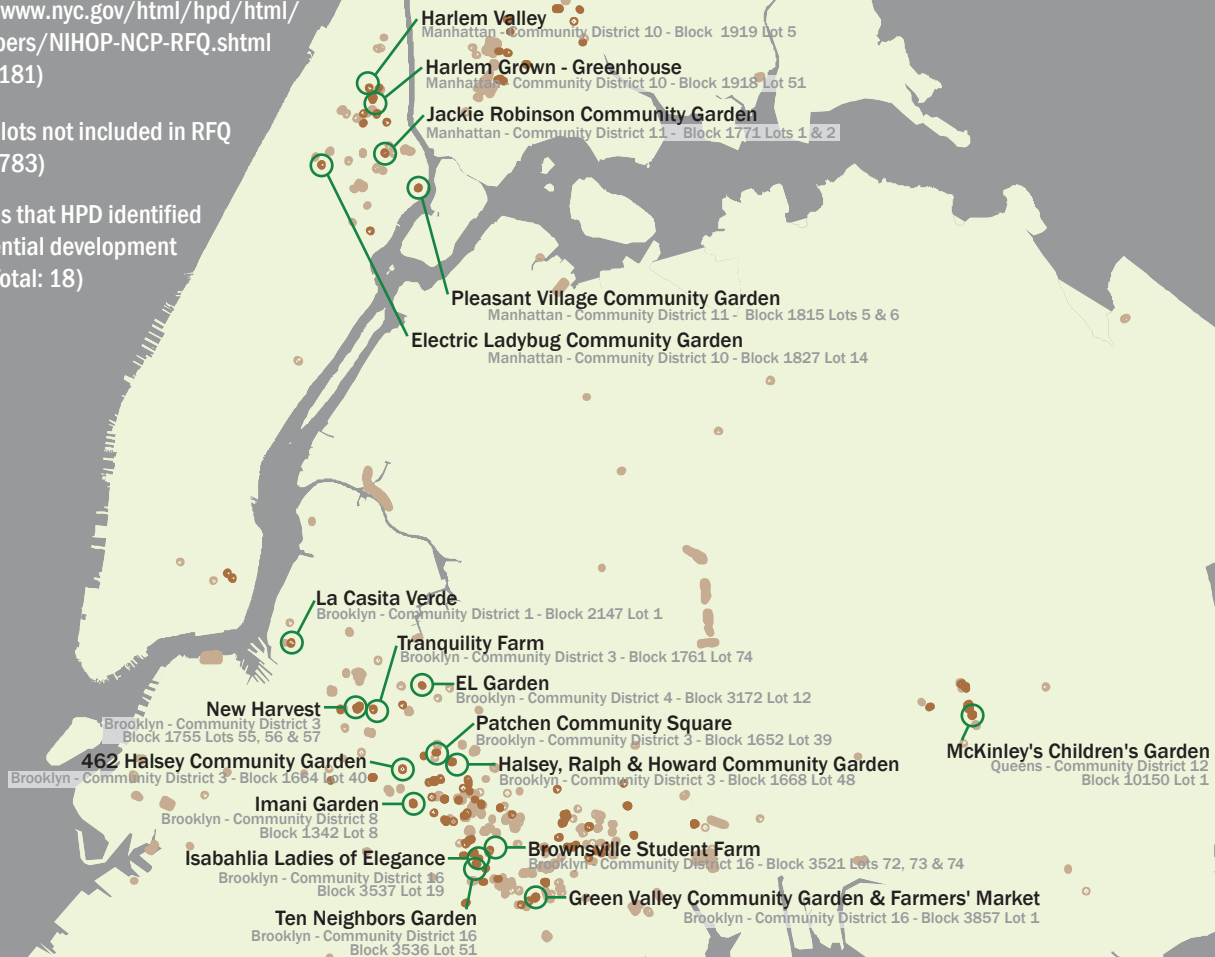 www.nyc.gov/html/hpd/html/
bers/NIHOP-NCP-RFQ.shtml
181)
lots not included in RFQ
783)
s that HPD identified
ential development
otal: 18)
Harlem Valley
Manhattan - Community District 10 - Block 1919 Lot 5
Harlem Grown - Greenhouse
Manhattan - Community District 10 - Block 1918 Lot 51
Jackie Robinson Community Garden
Manhattan - Community District 11 - Block 1771 Lots 1 & 2
Pleasant Village Community Garden
Manhattan - Community District 11 - Block 1815 Lots 5 & 6
Electric Ladybug Community Garden
Manhattan - Community District 10 - Block 1827 Lot 14
La Casita Verde
Brooklyn - Community District 1 - Block 2147 Lot 1
Tranquility Farm
Brooklyn - Community District 3 - Block 1761 Lot 74
EL Garden
Brooklyn - Community District 4 - Block 3172 Lot 12
New Harvest
Brooklyn - Community District 3
Block 1755 Lots 55, 56 & 57
Patchen Community Square
Brooklyn - Community District 3 - Block 1652 Lot 39
McKinley's Children's Garden
Queens - Community District 12
Block 10150 Lot 1
462 Halsey Community Garden
Brooklyn - Community District 3 - Block 1664 Lot 40
Halsey, Ralph & Howard Community Garden
Brooklyn - Community District 3 - Block 1668 Lot 48
Imani Garden
Brooklyn - Community District 8
Block 1342 Lot 8
Brownsville Student Farm
Brooklyn - Community District 16 - Block 3521 Lots 72, 73 & 74
Isabahlia Ladies of Elegance
Brooklyn - Community District 16
Block 3537 Lot 19
Green Valley Community Garden & Farmers' Market
Brooklyn - Community District 16 - Block 3857 Lot 1
Ten Neighbors Garden
Brooklyn - Community District 16
Block 3536 Lot 51